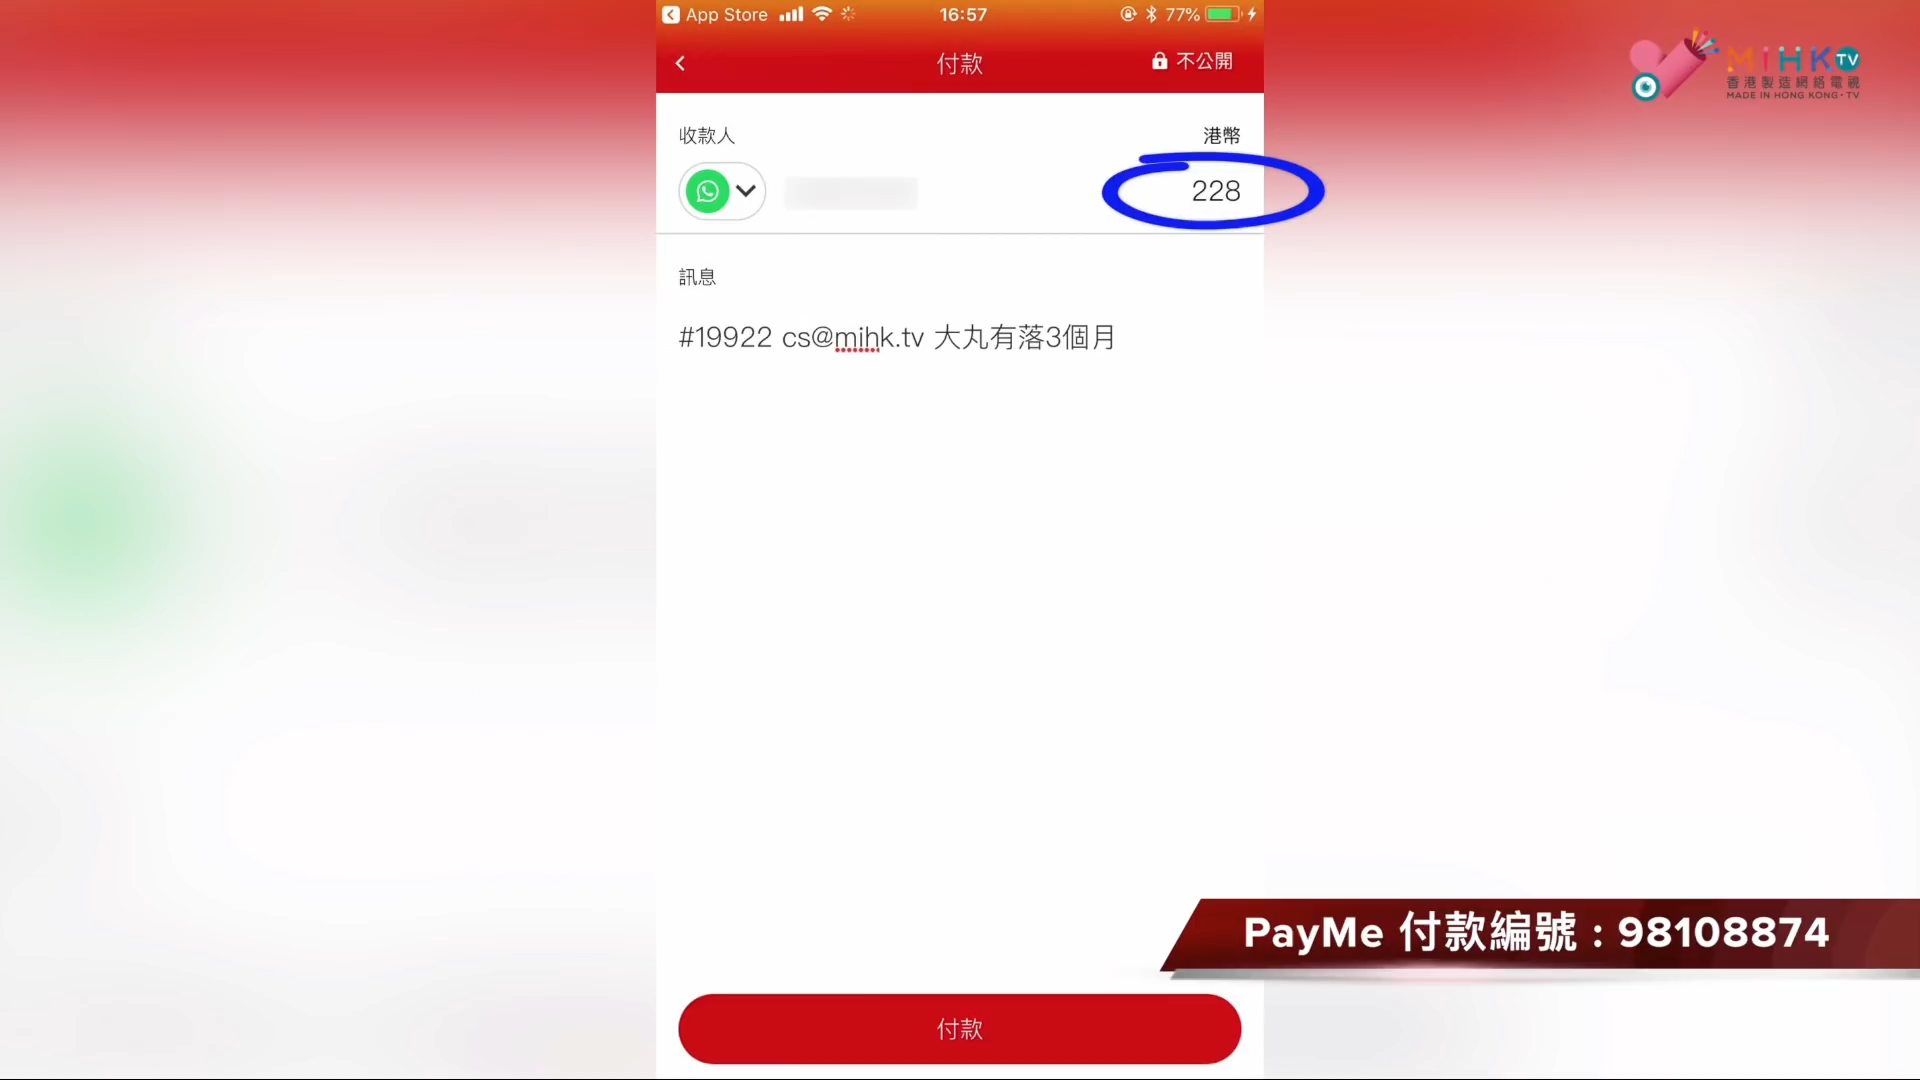 App Store
16:57
77%
付款
不公開
MiHK TV
香港製造網絡電視
MADE IN HONG KONG・TV
收款人
港幣
228
訊息
#19922 cs@mihk.tv 大丸有落3個月
PayMe 付款編號 : 98108874
付款